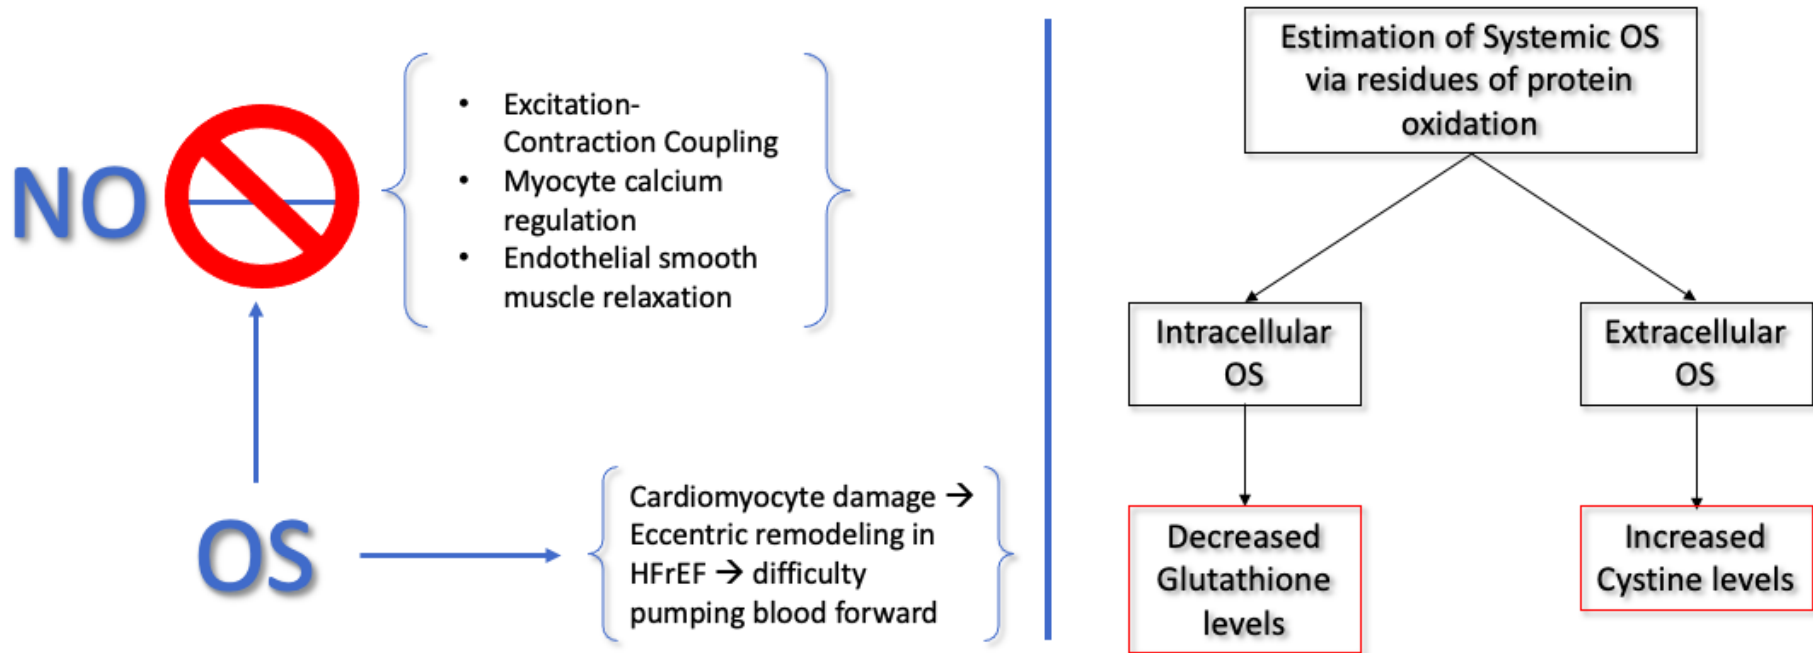 NO
• Excitation-
Contraction Coupling
• Myocyte calcium
regulation
• Endothelial smooth
muscle relaxation
OS
Cardiomyocyte damage →
Eccentric remodeling in
HFrEF → difficulty
pumping blood forward
Estimation of Systemic OS
via residues of protein
oxidation
Intracellular
OS
Extracellular
OS
Decreased
Glutathione
levels
Increased
Cystine levels